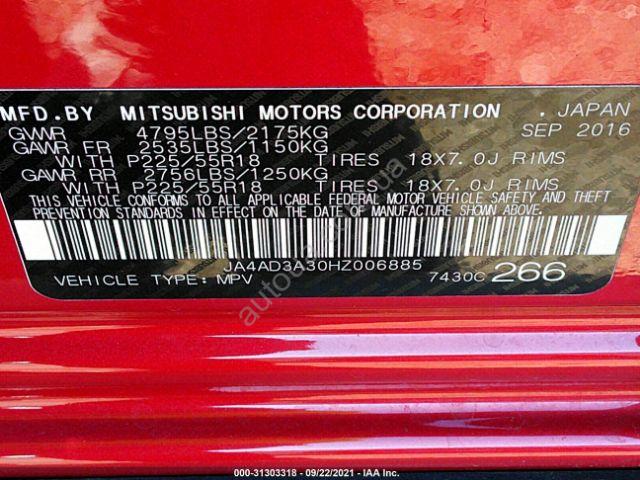 MFD.BY MITSUBISHI MOTORS CORPORATION . JAPAN
GVWR 4795LBS/2175KG SEP 2016
GAWR FR 2535LBS/1150KG
WITH P225/55R18 TIRES 18X7.0J RIMS
GAWR RR 2756LBS/1250KG
WITH P225/55R18 TIRES 18X7.0J RIMS
THIS VEHICLE CONFORMS TO ALL APPLICABLE FEDERAL MOTOR VEHICLE SAFETY AND THEFT
PREVENTION STANDARDS IN EFFECT ON THE DATE OF MANUFACTURE SHOWN ABOVE.
JA4AD3A30HZ006885
VEHICLE TYPE:MPV 7430C 266
000-31303318 - 09/22/2021 - IAA Inc.